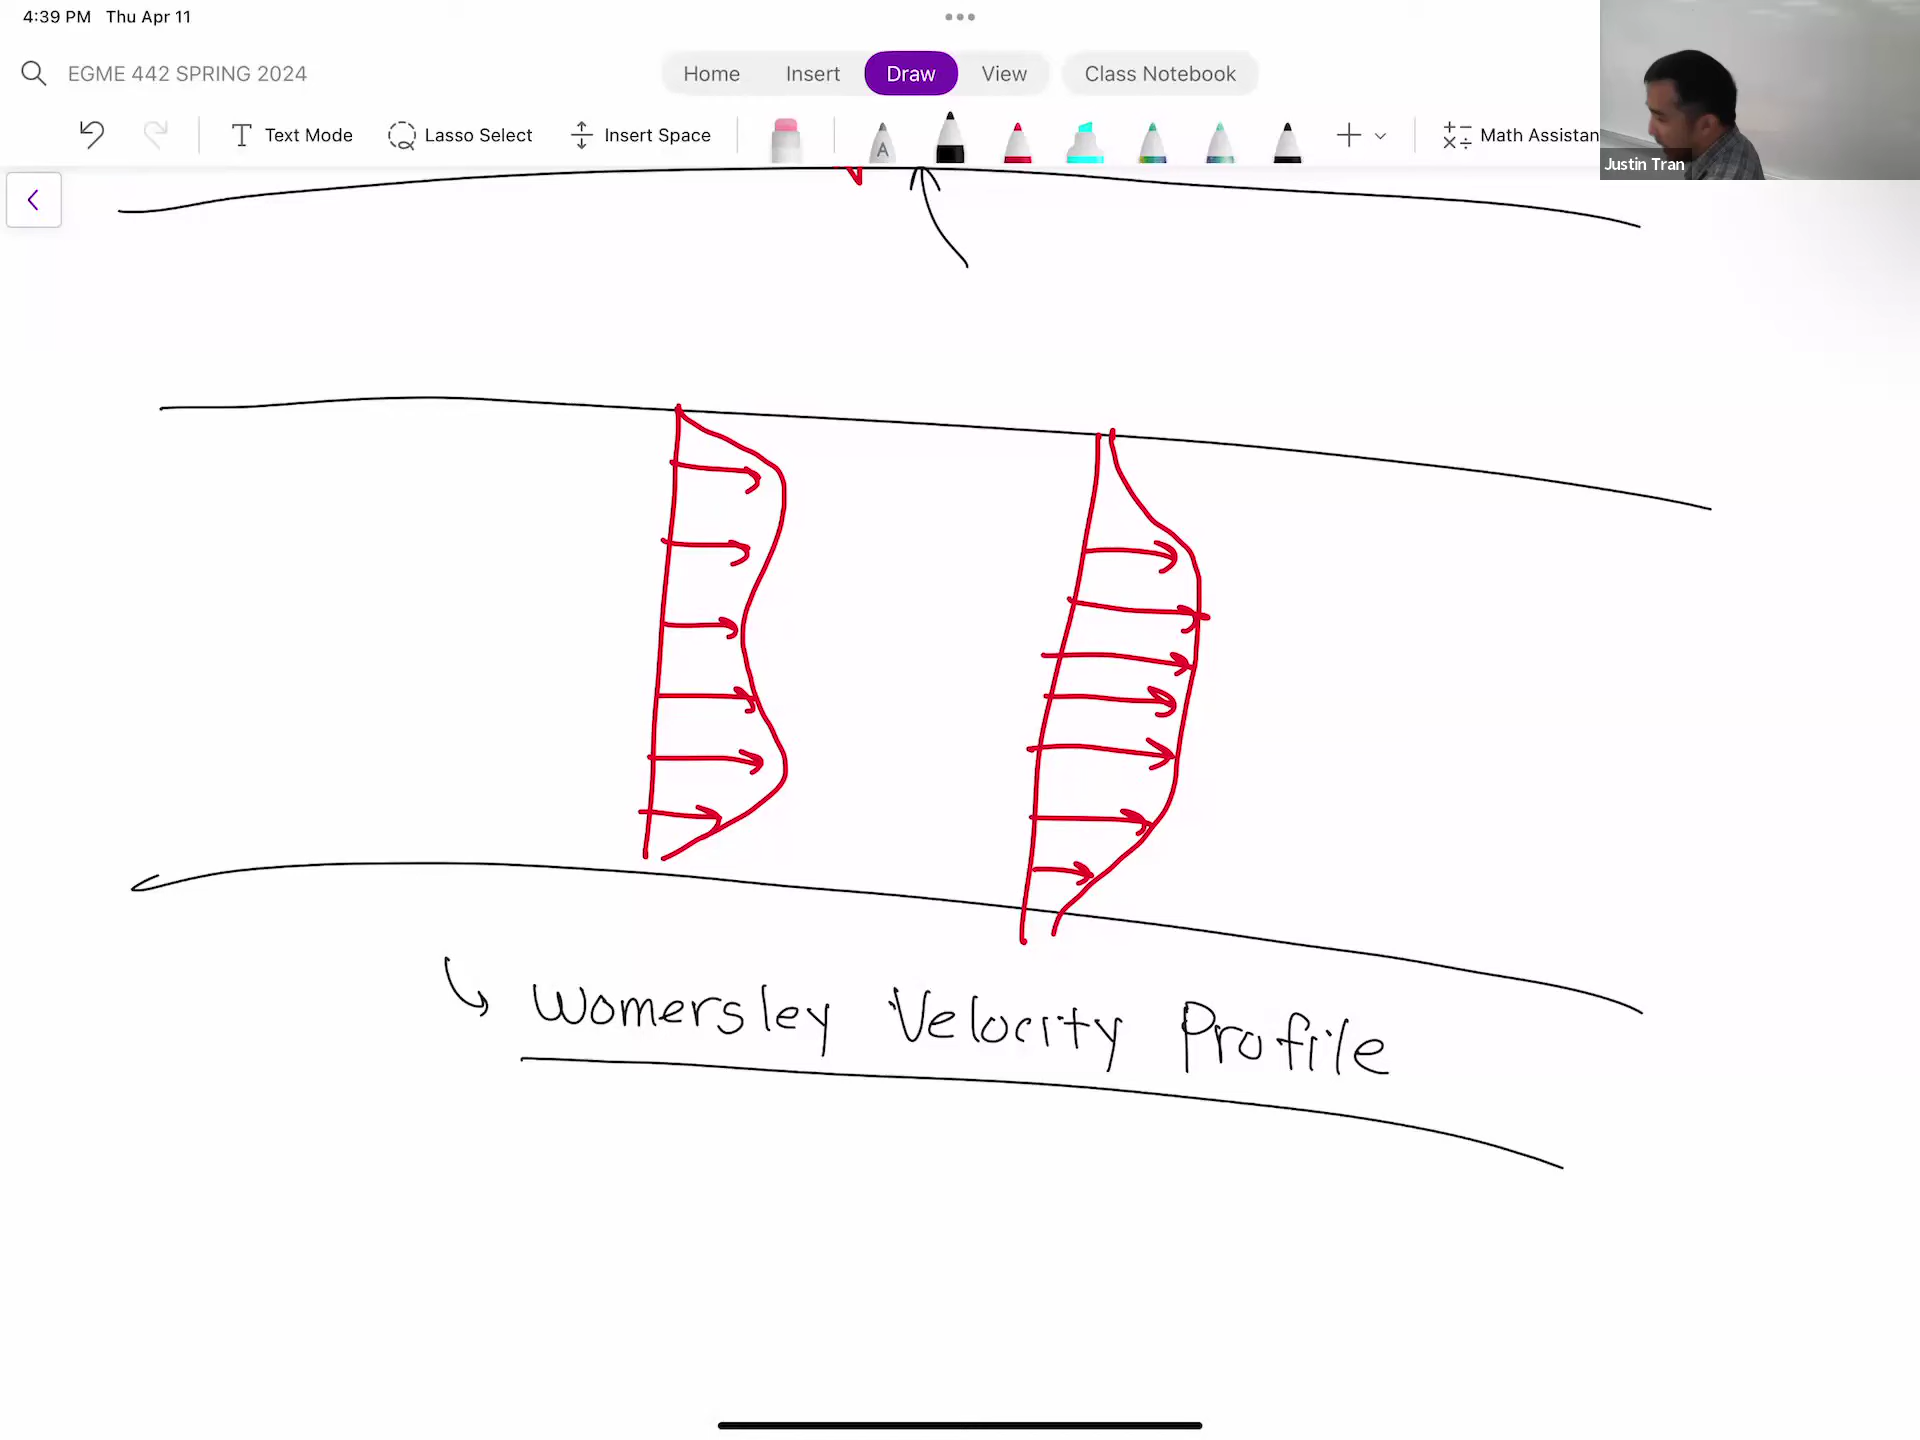 4:39 PM Thu Apr 11
EGME 442 SPRING 2024
Home Insert Draw View Class Notebook
Text Mode Lasso Select Insert Space A Math Assistan
Justin Tran
Womersley Velocity Profile